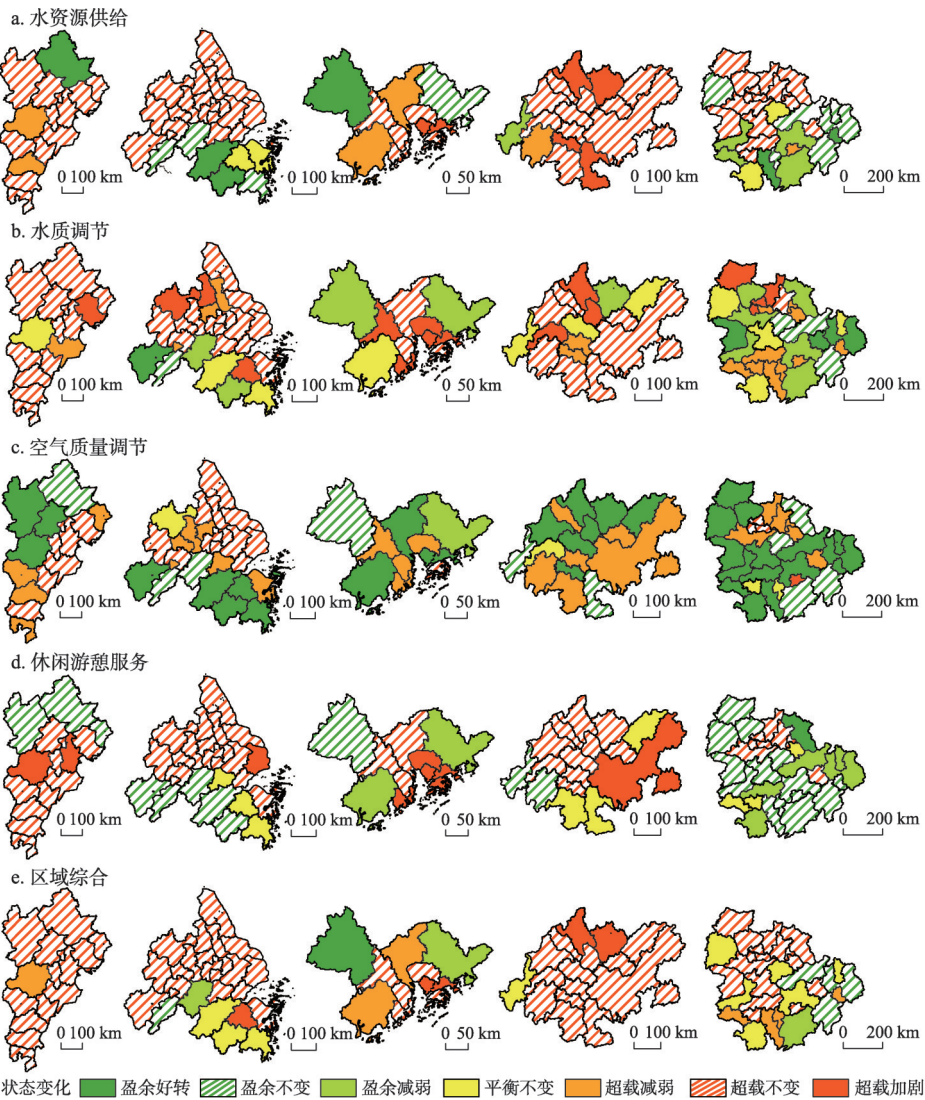 a. 水资源供给
0 100 km 0 100 km 0 50 km 0 100 km 0 200 km
b. 水质调节
0 100 km 0 100 km 0 50 km 0 100 km 0 200 km
c. 空气质量调节
0 100 km 0 100 km 0 50 km 0 100 km 0 200 km
d. 休闲游憩服务
0 100 km 0 100 km 0 50 km 0 100 km 0 200 km
e. 区域综合
0 100 km 0 100 km 0 50 km 0 100 km 0 200 km
状态变化 盈余好转 盈余不变 盈余减弱 平衡不变 超载减弱 超载不变 超载加剧